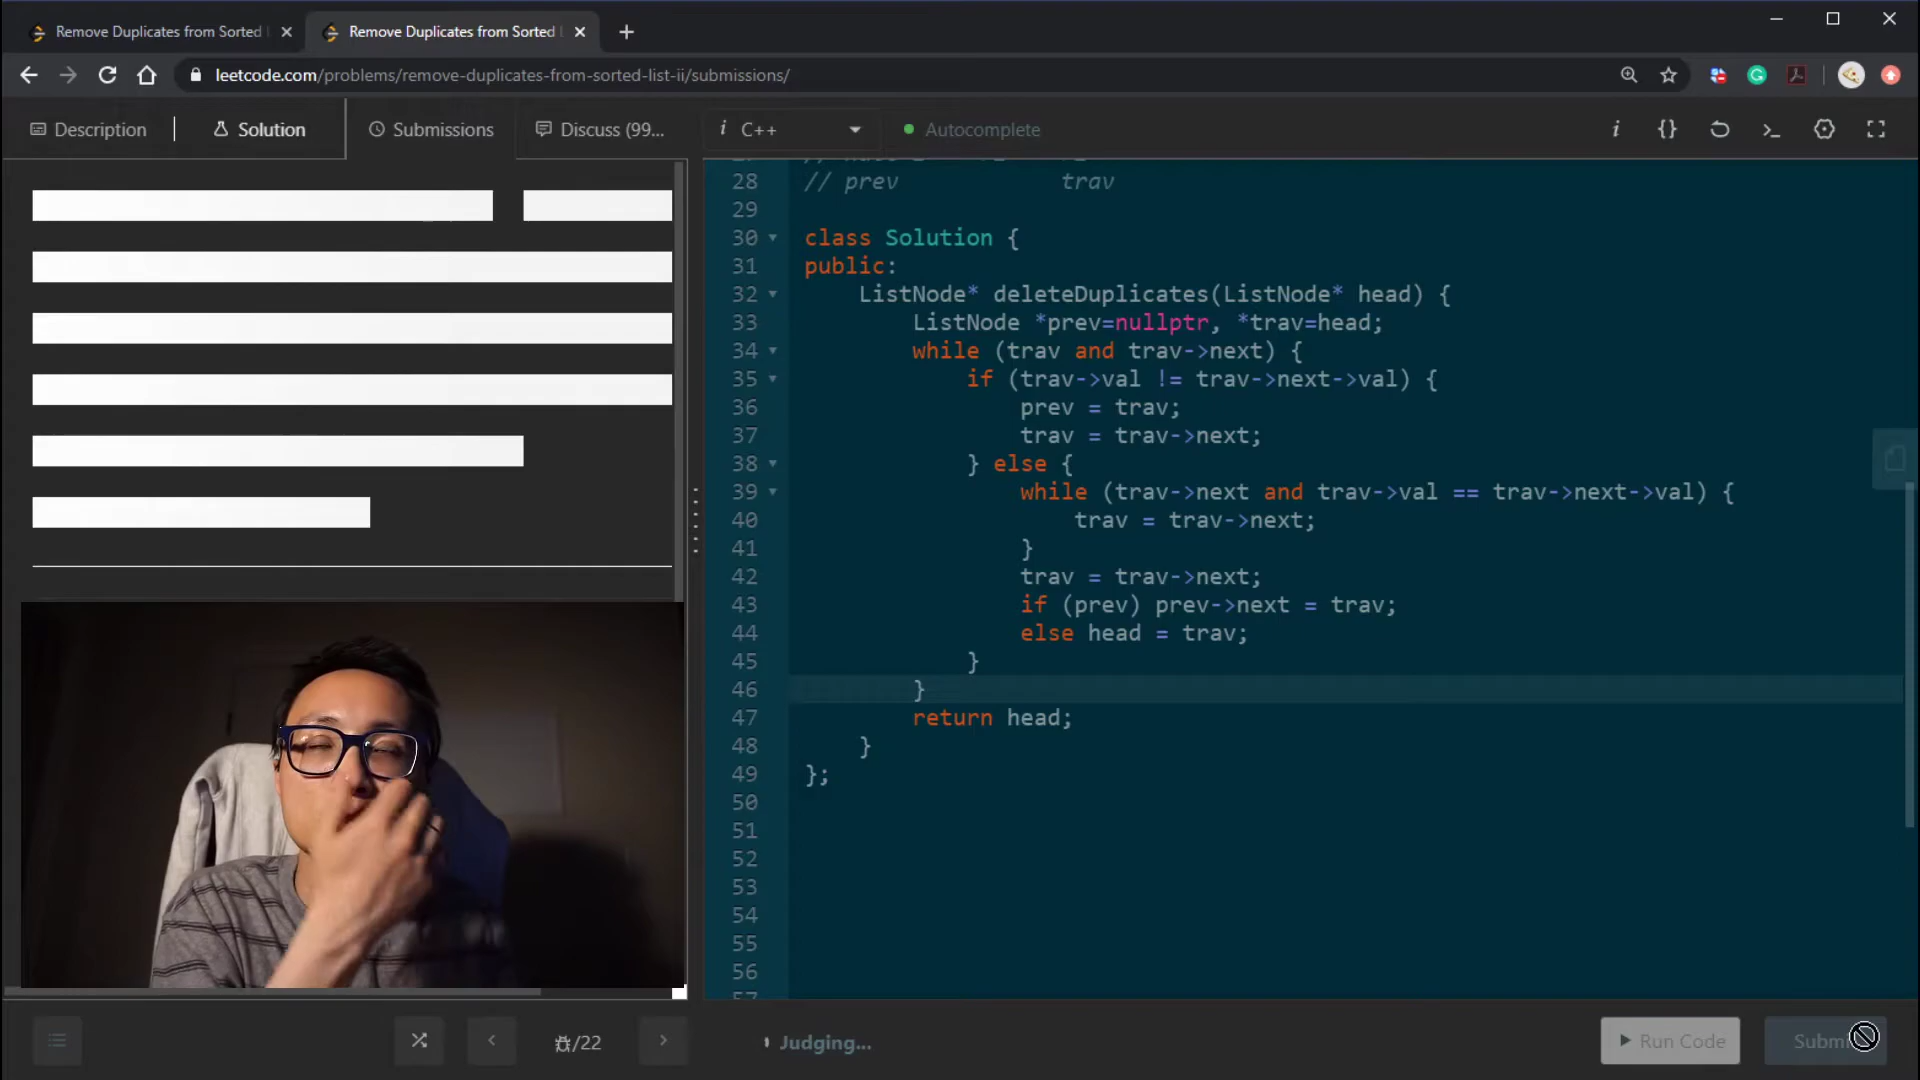 Remove Duplicates from Sorted
Remove Duplicates from Sorted
leetcode.com/problems/remove-duplicates-from-sorted-list-ii/submissions/
Description
Solution
Submissions
Discuss (99...
i C++
Autocomplete
28 // prev trav
29
30 class Solution {
31 public:
32 ListNode* deleteDuplicates(ListNode* head) {
33 ListNode *prev=nullptr, *trav=head;
34 while (trav and trav->next) {
35 if (trav->val != trav->next->val) {
36 prev = trav;
37 trav = trav->next;
38 } else {
39 while (trav->next and trav->val == trav->next->val) {
40 trav = trav->next;
41 }
42 trav = trav->next;
43 if (prev) prev->next = trav;
44 else head = trav;
45 }
46 }
47 return head;
48 }
49 };
50
51
52
53
54
55
56
/22
Judging...
Run Code